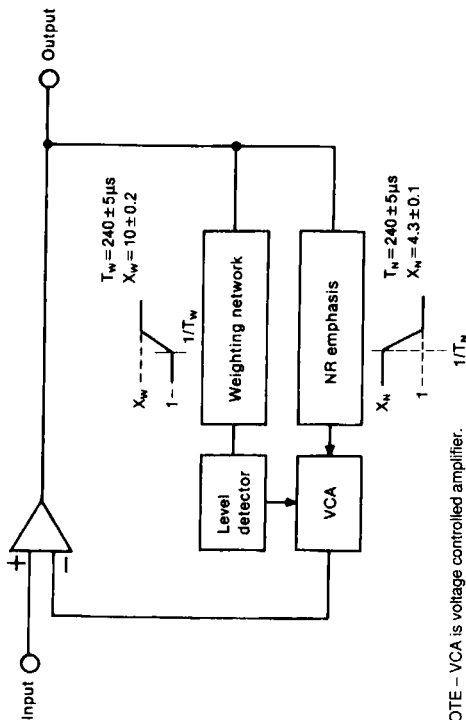 Input
+
−
Output
T_W = 240 ± 5μs
X_W = 10 ± 0.2
X_W
1
1/T_W
Level
detector
Weighting network
VCA
NR emphasis
X_N
1
1/T_N
T_N = 240 ± 5μs
X_N = 4.3 ± 0.1
OTE – VCA is voltage controlled amplifier.